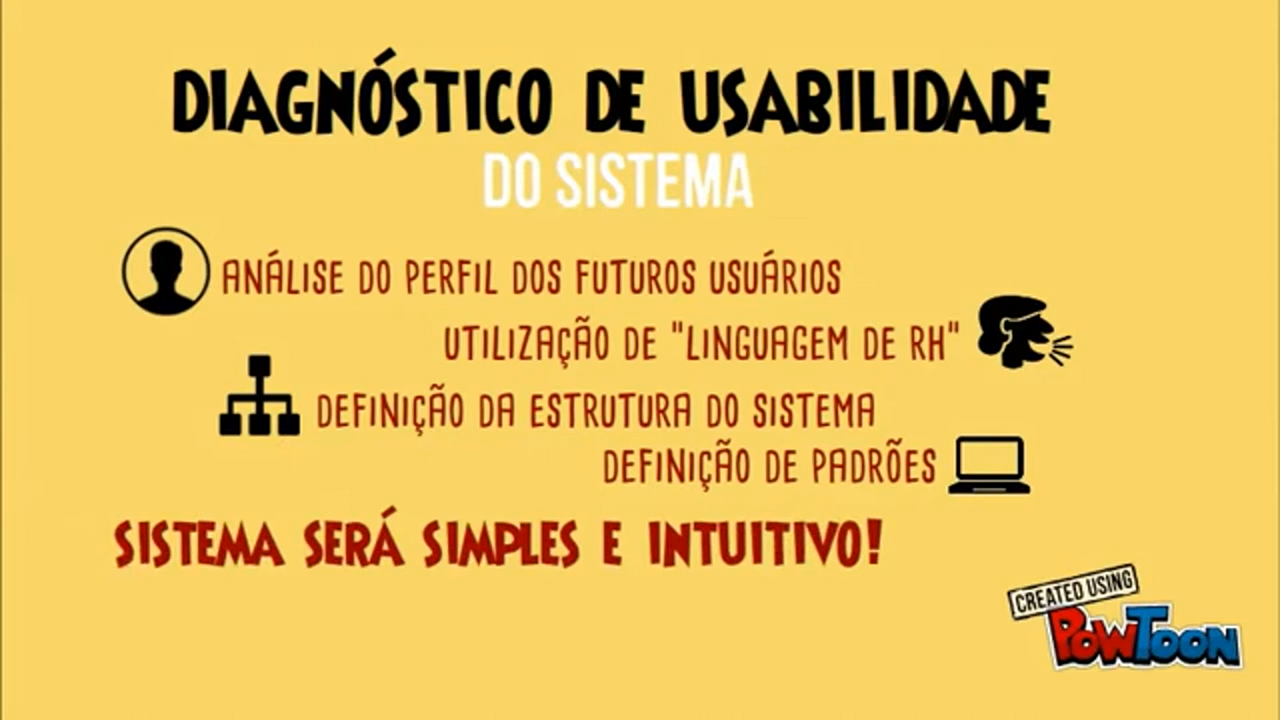 DIAGNÓSTICO DE USABILIDADE
DO SISTEMA
ANÁLISE DO PERFIL DOS FUTUROS USUÁRIOS
UTILIZAÇÃO DE "LINGUAGEM DE RH"
DEFINIÇÃO DA ESTRUTURA DO SISTEMA
DEFINIÇÃO DE PADRÕES
SISTEMA SERÁ SIMPLES E INTUITIVO!
CREATED USING
POWTOON